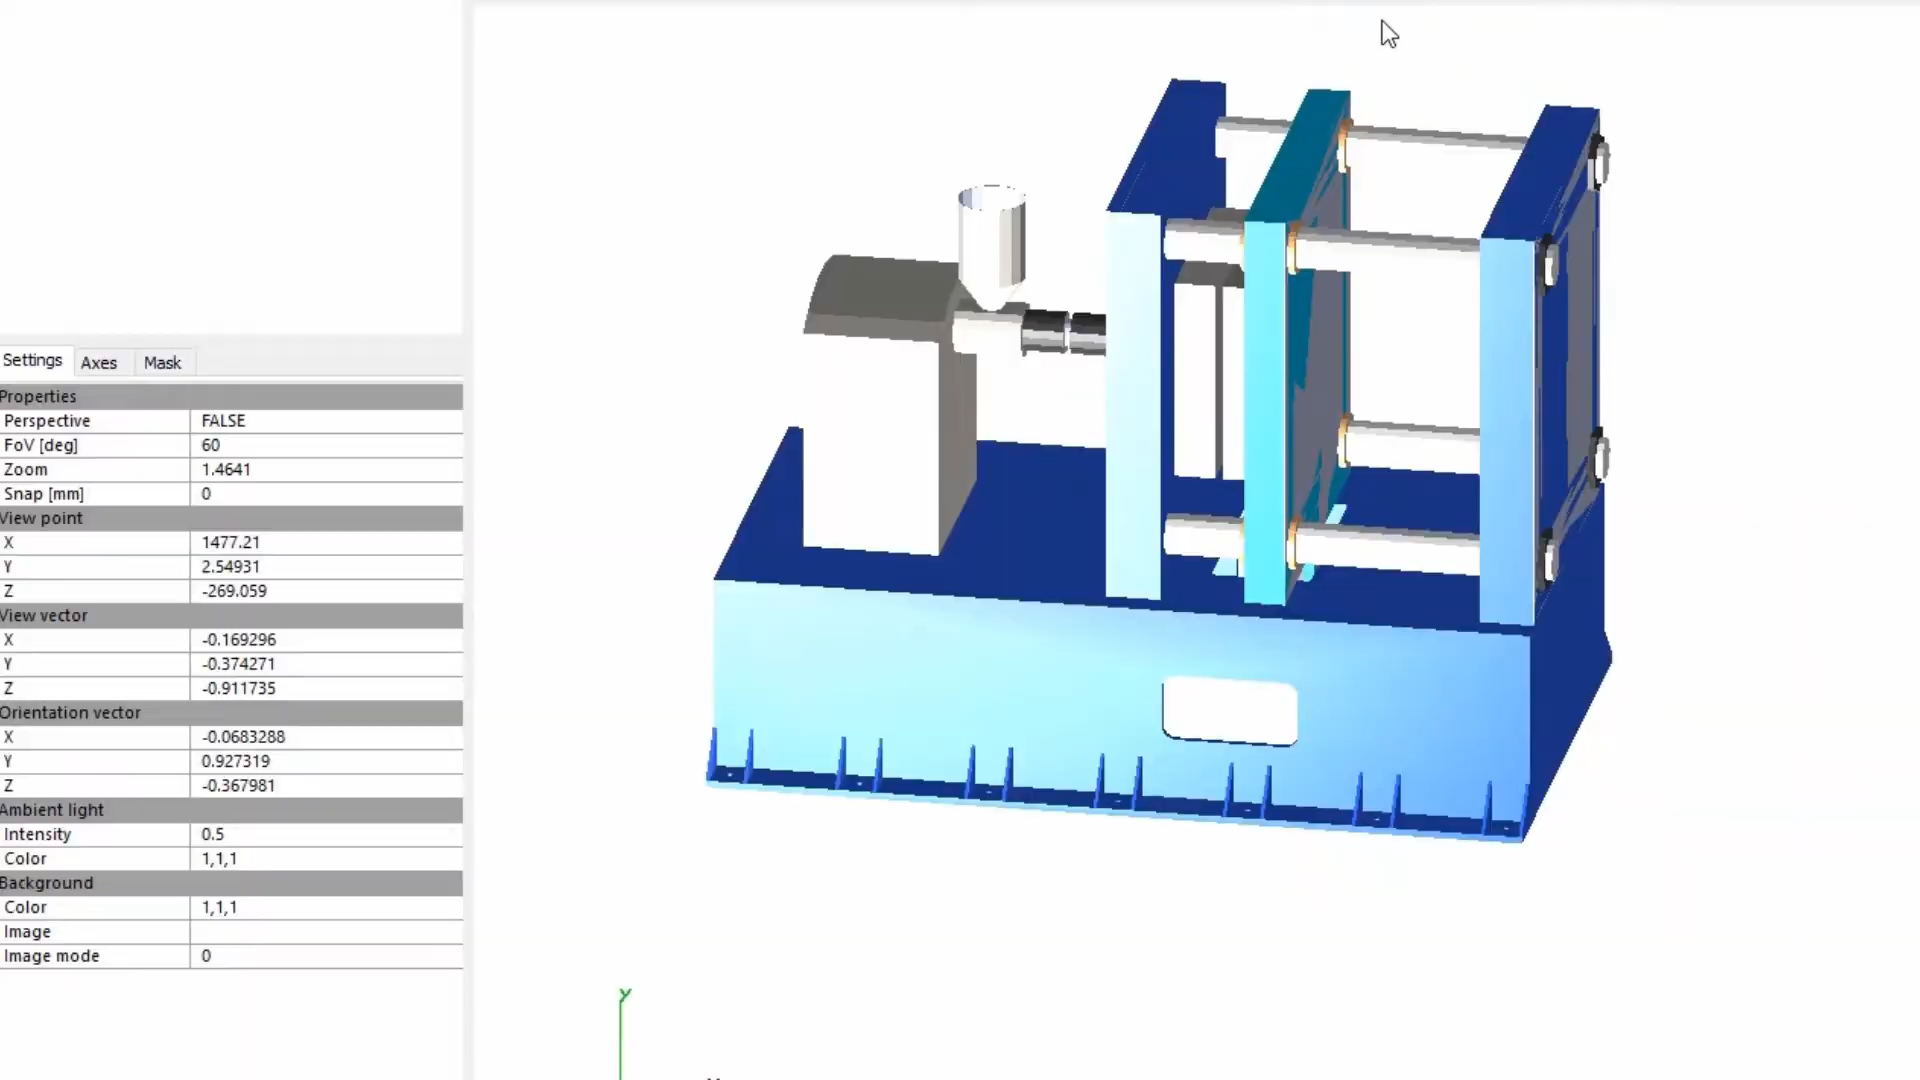 Settings Axes Mask
Properties
Perspective FALSE
FoV [deg] 60
Zoom 1.4641
Snap [mm] 0
View point
X 1477.21
Y 2.54931
Z -269.059
View vector
X -0.169296
Y -0.374271
Z -0.911735
Orientation vector
X -0.0683288
Y 0.927319
Z -0.367981
Ambient light
Intensity 0.5
Color 1,1,1
Background
Color 1,1,1
Image
Image mode 0
y